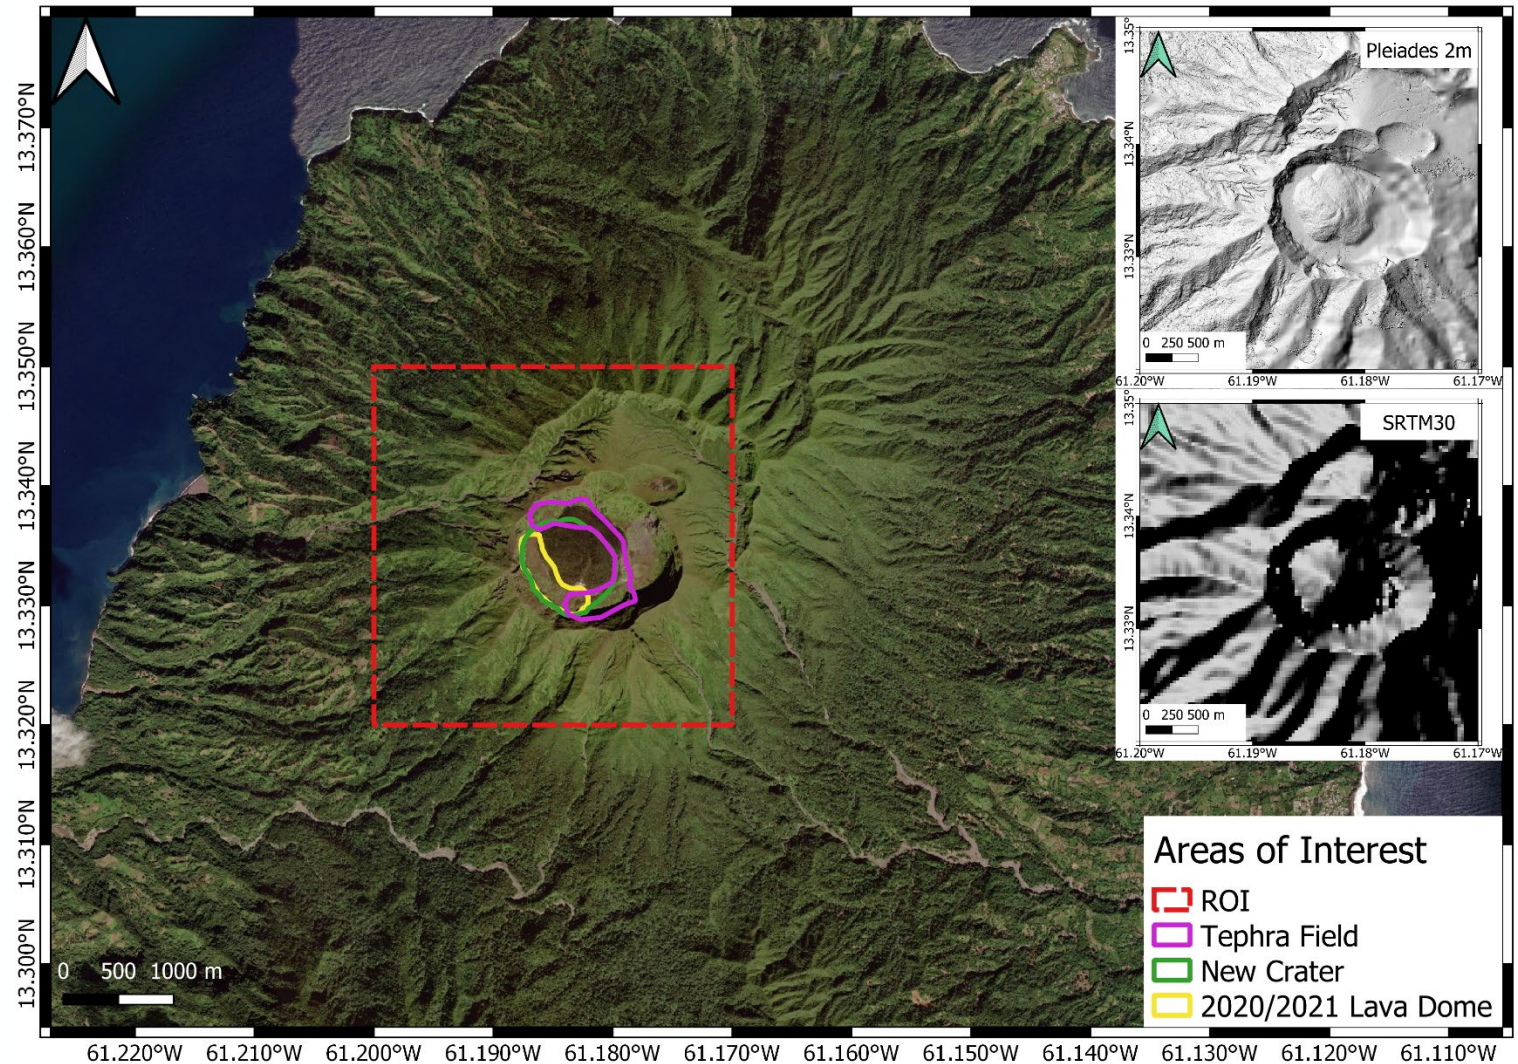 13.370°N
13.360°N
13.350°N
13.340°N
13.330°N
13.320°N
13.310°N
13.300°N
0 500 1000 m
61.220°W 61.210°W 61.200°W 61.190°W 61.180°W 61.170°W 61.160°W 61.150°W 61.140°W 61.130°W 61.120°W 61.110°W
Pleiades 2m
13.35°
13.34°N
13.33°N
0 250 500 m
61.20°W 61.19°W 61.18°W 61.17°W
SRTM30
13.35°
13.34°N
13.33°N
0 250 500 m
61.20°W 61.19°W 61.18°W 61.17°W
Areas of Interest
ROI
Tephra Field
New Crater
2020/2021 Lava Dome